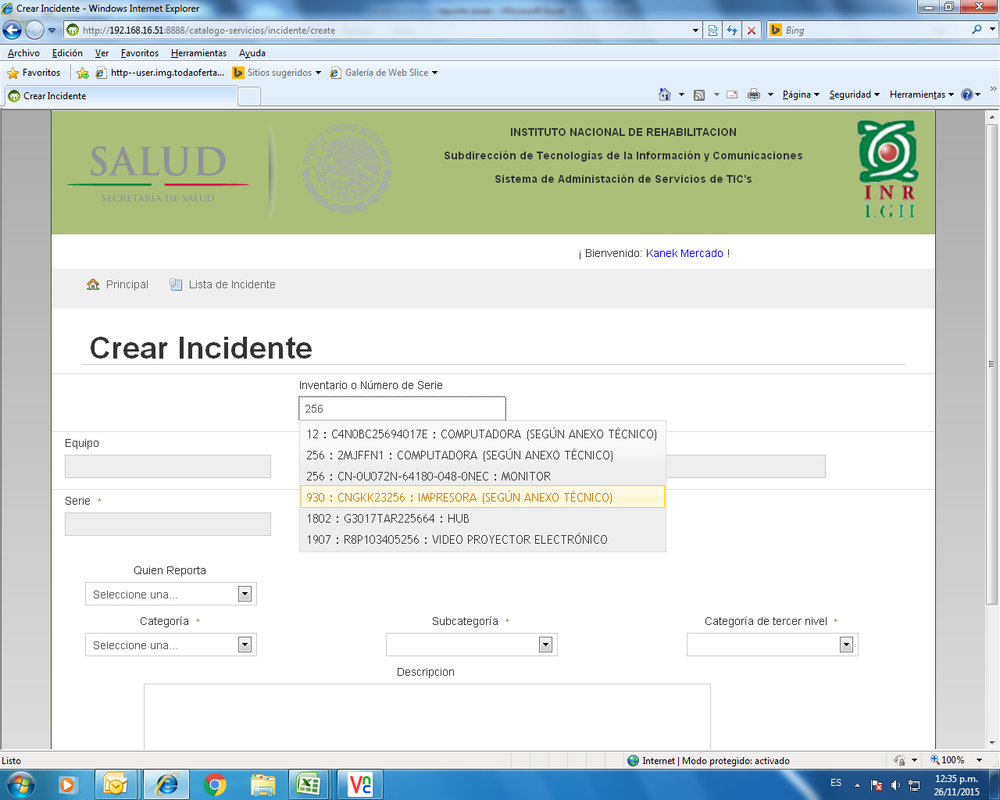 Crear Incidente - Windows Internet Explorer
http://192.168.16.51:8888/catalogo-servicios/incidente/create
Bing
Archivo Edición Ver Favoritos Herramientas Ayuda
Favoritos http--user.img.todaoferta... Sitios sugeridos Galería de Web Slice
Crear Incidente
Página Seguridad Herramientas
SALUD
SECRETARÍA DE SALUD
ESTADOS UNIDOS MEXICANOS
INSTITUTO NACIONAL DE REHABILITACION
Subdirección de Tecnologías de la Información y Comunicaciones
Sistema de Administación de Servicios de TIC's
INR
LGII
¡ Bienvenido: Kanek Mercado !
Principal Lista de Incidente
Crear Incidente
Inventario o Número de Serie
256
12 : C4N0BC25694017E : COMPUTADORA (SEGÚN ANEXO TÉCNICO)
256 : 2MJFFN1 : COMPUTADORA (SEGÚN ANEXO TÉCNICO)
256 : CN-0U072N-64180-048-0NEC : MONITOR
930 : CNGKK23256 : IMPRESORA (SEGÚN ANEXO TÉCNICO)
1802 : G3017TAR225664 : HUB
1907 : R8P103405256 : VIDEO PROYECTOR ELECTRÓNICO
Equipo
Serie *
Quien Reporta
Seleccione una...
Categoría * Subcategoría * Categoría de tercer nivel *
Seleccione una...
Descripcion
Listo
Internet | Modo protegido: activado
100%
ES
12:35 p.m.
26/11/2015